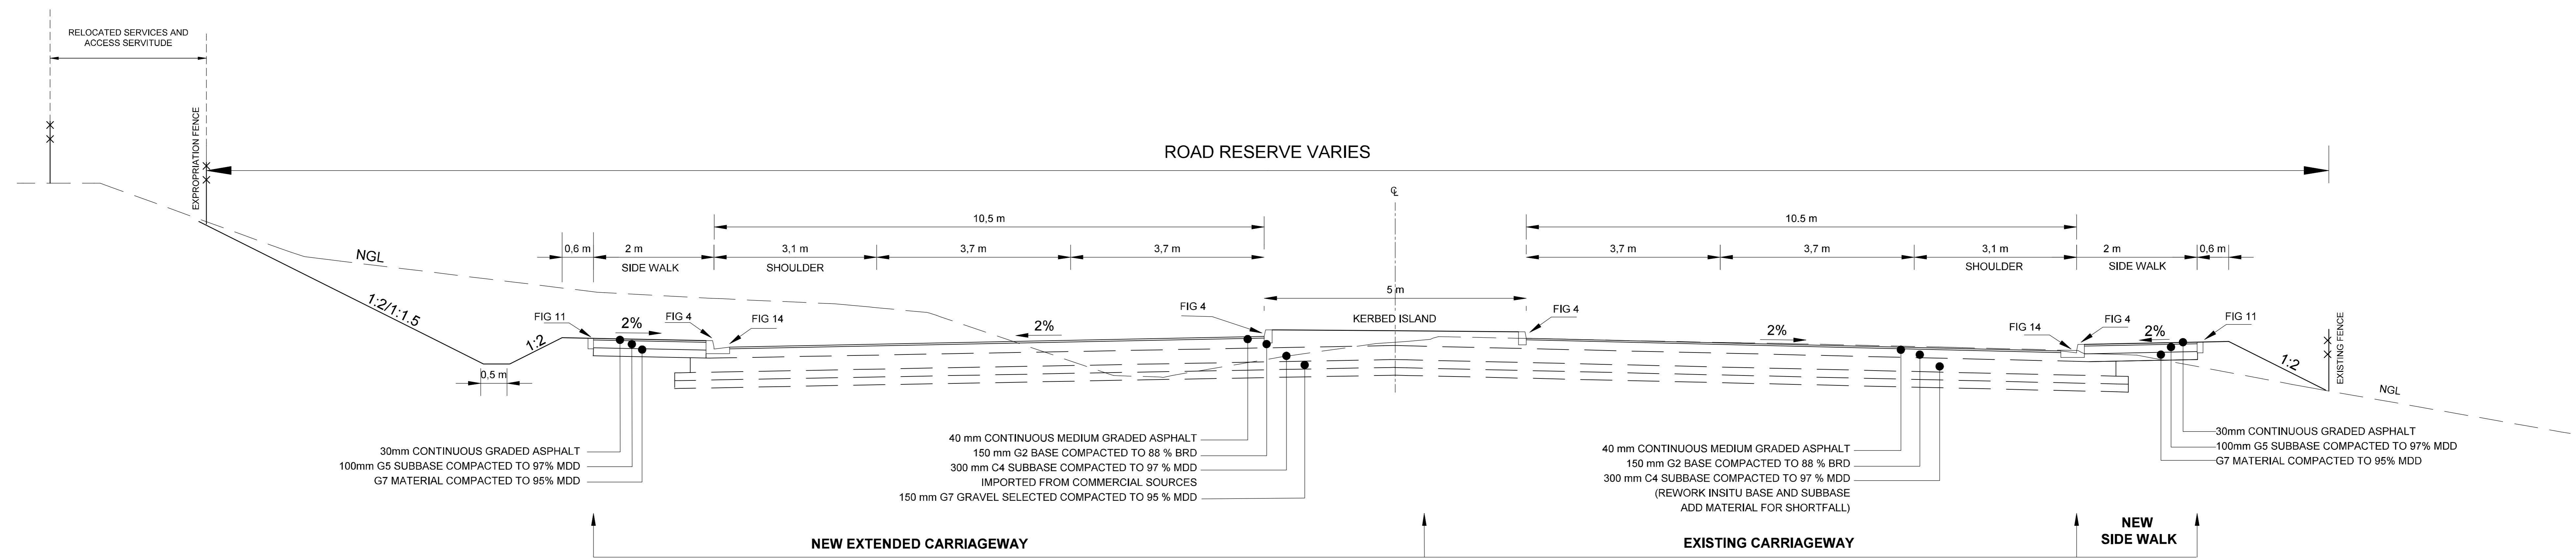 RELOCATED SERVICES AND
ACCESS SERVITUDE
EXPROPRIATION FENCE
ROAD RESERVE VARIES
℄
10,5 m
10.5 m
0,6 m
2 m
3,1 m
3,7 m
3,7 m
3,7 m
3,7 m
3,1 m
2 m
0,6 m
SIDE WALK
SHOULDER
SHOULDER
SIDE WALK
NGL
5 m
KERBED ISLAND
1:2/1:1.5
FIG 11
2%
FIG 4
FIG 14
2%
FIG 4
FIG 4
2%
FIG 14
FIG 4
2%
FIG 11
1:2
0,5 m
1:2
EXISTING FENCE
NGL
30mm CONTINUOUS GRADED ASPHALT
100mm G5 SUBBASE COMPACTED TO 97% MDD
G7 MATERIAL COMPACTED TO 95% MDD
40 mm CONTINUOUS MEDIUM GRADED ASPHALT
150 mm G2 BASE COMPACTED TO 88 % BRD
300 mm C4 SUBBASE COMPACTED TO 97 % MDD
IMPORTED FROM COMMERCIAL SOURCES
150 mm G7 GRAVEL SELECTED COMPACTED TO 95 % MDD
40 mm CONTINUOUS MEDIUM GRADED ASPHALT
150 mm G2 BASE COMPACTED TO 88 % BRD
300 mm C4 SUBBASE COMPACTED TO 97 % MDD
(REWORK INSITU BASE AND SUBBASE
ADD MATERIAL FOR SHORTFALL)
30mm CONTINUOUS GRADED ASPHALT
100mm G5 SUBBASE COMPACTED TO 97% MDD
G7 MATERIAL COMPACTED TO 95% MDD
NEW EXTENDED CARRIAGEWAY
EXISTING CARRIAGEWAY
NEW
SIDE WALK